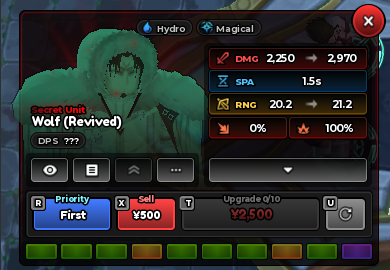 Hydro Magical
DMG 2,250 → 2,970
SPA 1.5s
RNG 20.2 → 21.2
0% 100%
Secret Unit
Wolf (Revived)
DPS ???
R Priority First
X Sell ¥500
T Upgrade 0/10 ¥2,500
U